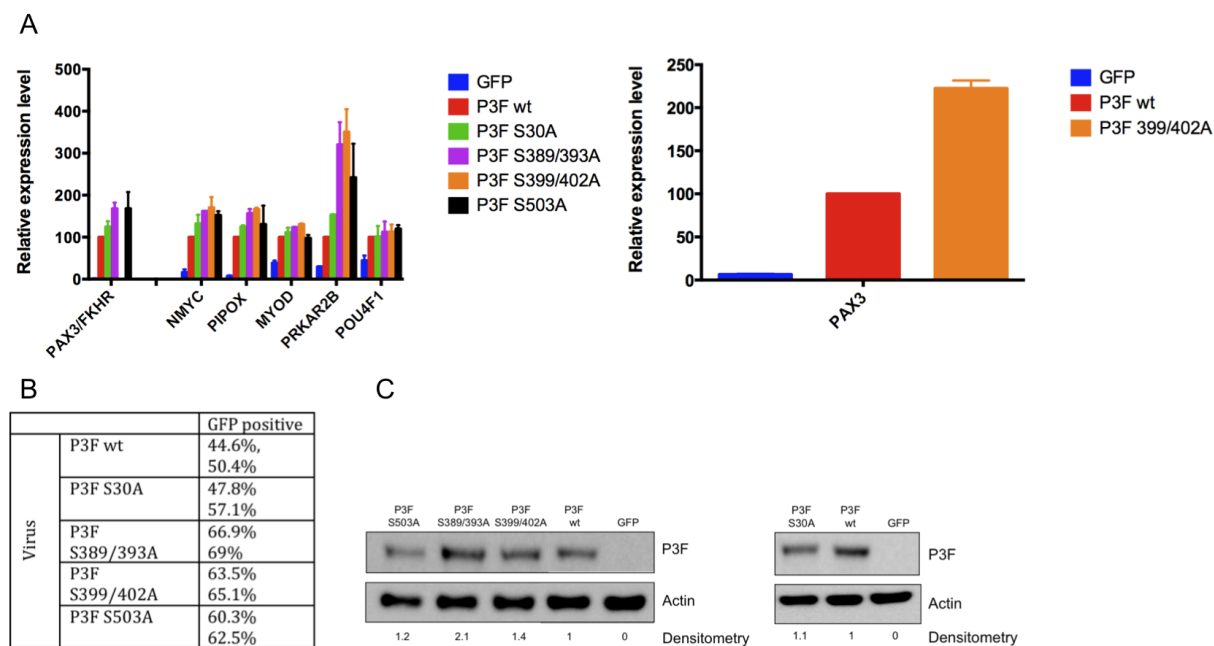 A
Relative expression level
500
400
300
200
100
0
PAX3/FKHR
NMYC
PIPOX
MYOD
PRKAR2B
POU4F1
GFP
P3F wt
P3F S30A
P3F S389/393A
P3F S399/402A
P3F S503A
Relative expression level
250
200
150
100
50
0
PAX3
GFP
P3F wt
P3F 399/402A
B
GFP positive
Virus
P3F wt
44.6%,
50.4%
P3F S30A
47.8%
57.1%
P3F
S389/393A
66.9%
69%
P3F
S399/402A
63.5%
65.1%
P3F S503A
60.3%
62.5%
C
P3F
S503A
P3F
S389/393A
P3F
S399/402A
P3F
wt
GFP
P3F
Actin
1.2 2.1 1.4 1 0 Densitometry
P3F
S30A
P3F
wt
GFP
P3F
Actin
1.1 1 0 Densitometry